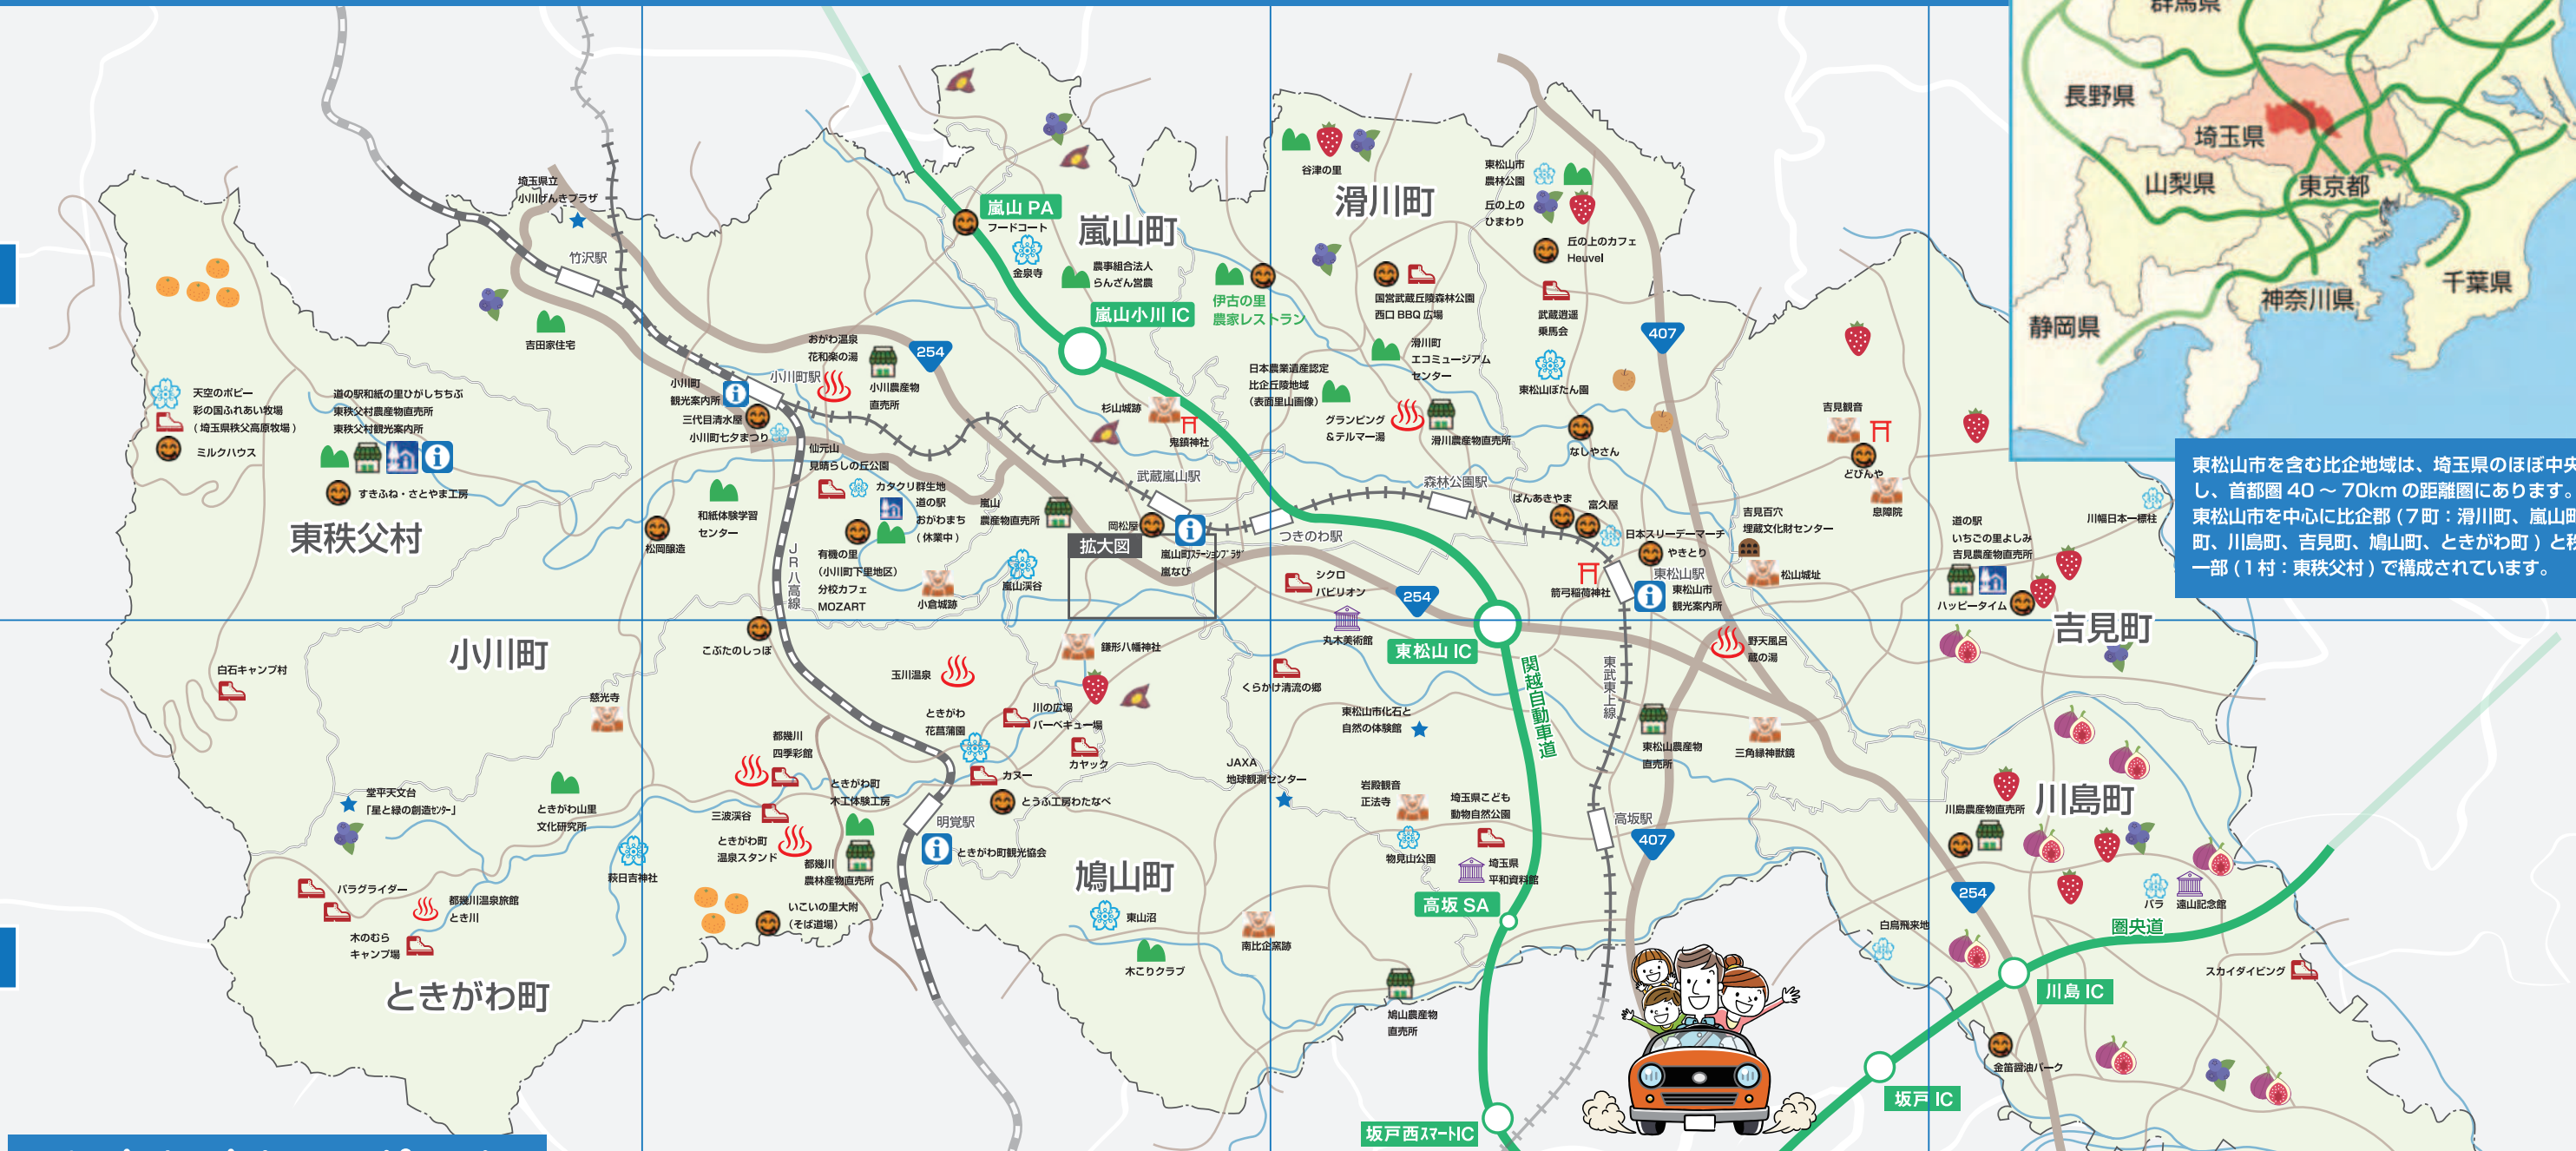 群馬県
長野県
埼玉県
山梨県
東京都
千葉県
神奈川県
静岡県
東松山市を含む比企地域は、埼玉県のほぼ中央
し、首都圏 40 ～ 70km の距離圏にあります。
東松山市を中心に比企郡（7町：滑川町、嵐山町
町、川島町、吉見町、鳩山町、ときがわ町 ) と秩
一部 ( 1 村：東秩父村 ) で構成されています。
埼玉県立
小川げんきプラザ
竹沢駅
吉田家住宅
天空のポピー
彩の国ふれあい牧場
( 埼玉県秩父高原牧場 )
ミルクハウス
道の駅和紙の里ひがしちちぶ
東秩父村農産物直売所
東秩父村観光案内所
すきふね・さとやま工房
東秩父村
小川町
白石キャンプ村
慈光寺
堂平天文台
「星と緑の創造ｾﾝﾀｰ」
ときがわ山里
文化研究所
萩日吉神社
パラグライダー
都幾川温泉旅館
とき川
木のむら
キャンプ場
ときがわ町
嵐山 PA
フードコート
金泉寺
嵐山町
農事組合法人
らんざん営農
嵐山小川 IC
伊古の里
農家レストラン
おがわ温泉
花和楽の湯
254
小川町駅
小川農産物
直売所
小川町
観光案内所
三代目清水屋
小川町七夕まつり
杉山城跡
鬼鎮神社
仙元山
見晴らしの丘公園
カタクリ群生地
道の駅
おがわまち
( 休業中 )
嵐山
農産物直売所
武蔵嵐山駅
岡松屋
嵐山町ｽﾃｰｼｮﾝﾌﾟﾗｻﾞ
嵐なび
拡大図
和紙体験学習
センター
松岡醸造
有機の里
(小川町下里地区)
分校カフェ
MOZART
ＪＲ八高線
小倉城跡
嵐山渓谷
こぶたのしっぽ
鎌形八幡神社
玉川温泉
ときがわ
花菖蒲園
川の広場
バーベキュー場
カヤック
カヌー
とうふ工房わたなべ
都幾川
四季彩館
ときがわ町
木工体験工房
三波渓谷
ときがわ町
温泉スタンド
都幾川
農林産物直売所
明覚駅
ときがわ町観光協会
いこいの里大附
(そば道場)
鳩山町
東山沼
木こりクラブ
南比企窯跡
谷津の里
滑川町
東松山市
農林公園
丘の上の
ひまわり
丘の上のカフェ
Heuvel
国営武蔵丘陵森林公園
西口 BBQ 広場
武蔵逍遥
乗馬会
407
滑川町
エコミュージアム
センター
日本農業遺産認定
比企丘陵地域
(表面里山画像)
グランピング
＆テルマー湯
滑川農産物直売所
東松山ぼたん園
なしやさん
森林公園駅
つきのわ駅
ばんあきやま
富久屋
日本スリーデーマーチ
やきとり
東松山駅
箭弓稲荷神社
東松山市
観光案内所
吉見百穴
埋蔵文化財センター
松山城址
吉見観音
どびんや
息障院
道の駅
いちごの里よしみ
吉見農産物直売所
ハッピータイム
川幅日本一標柱
吉見町
シクロ
パビリオン
丸木美術館
254
東松山 IC
くらかけ清流の郷
東松山市化石と
自然の体験館
関越自動車道
東武東上線
野天風呂
蔵の湯
東松山農産物
直売所
三角縁神獣鏡
JAXA
地球観測センター
岩殿観音
正法寺
埼玉県こども
動物自然公園
物見山公園
埼玉県
平和資料館
高坂駅
407
高坂 SA
鳩山農産物
直売所
川島農産物直売所
川島町
254
バラ
遠山記念館
白鳥飛来地
圏央道
川島 IC
スカイダイビング
金笛醤油パーク
坂戸 IC
坂戸西ｽﾏｰﾄIC